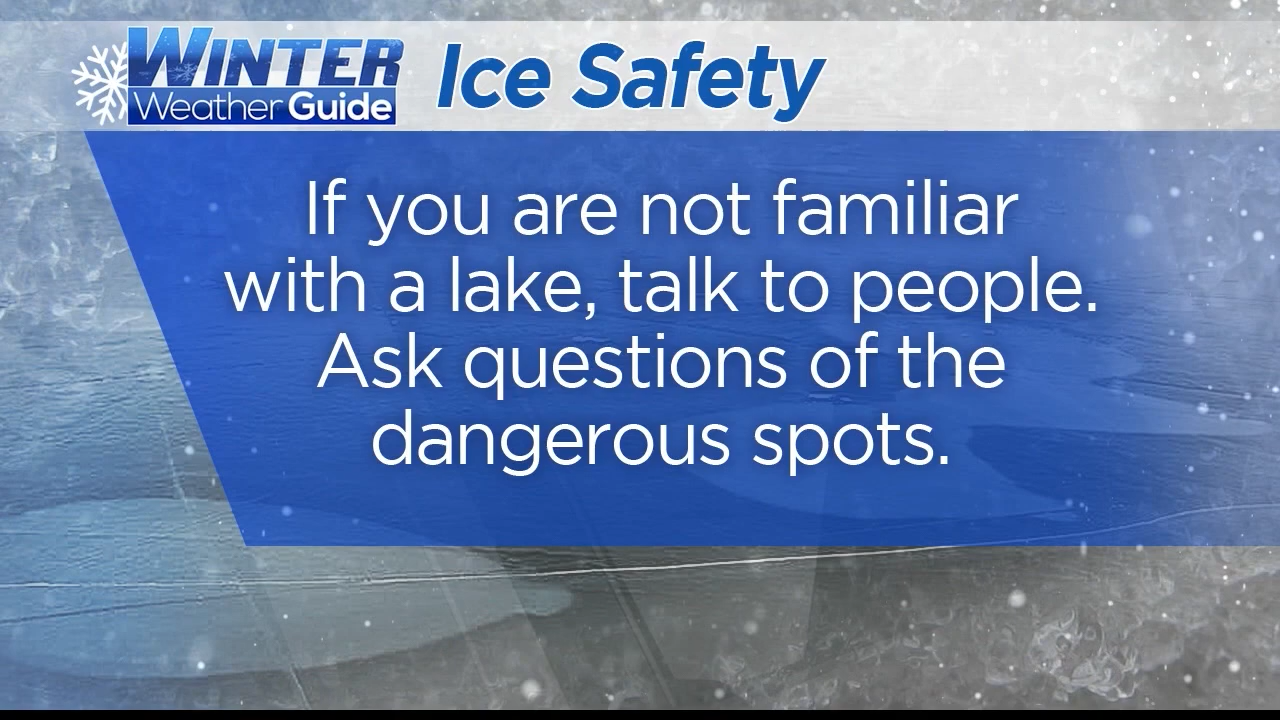 WINTER
Weather Guide
Ice Safety
If you are not familiar
with a lake, talk to people.
Ask questions of the
dangerous spots.